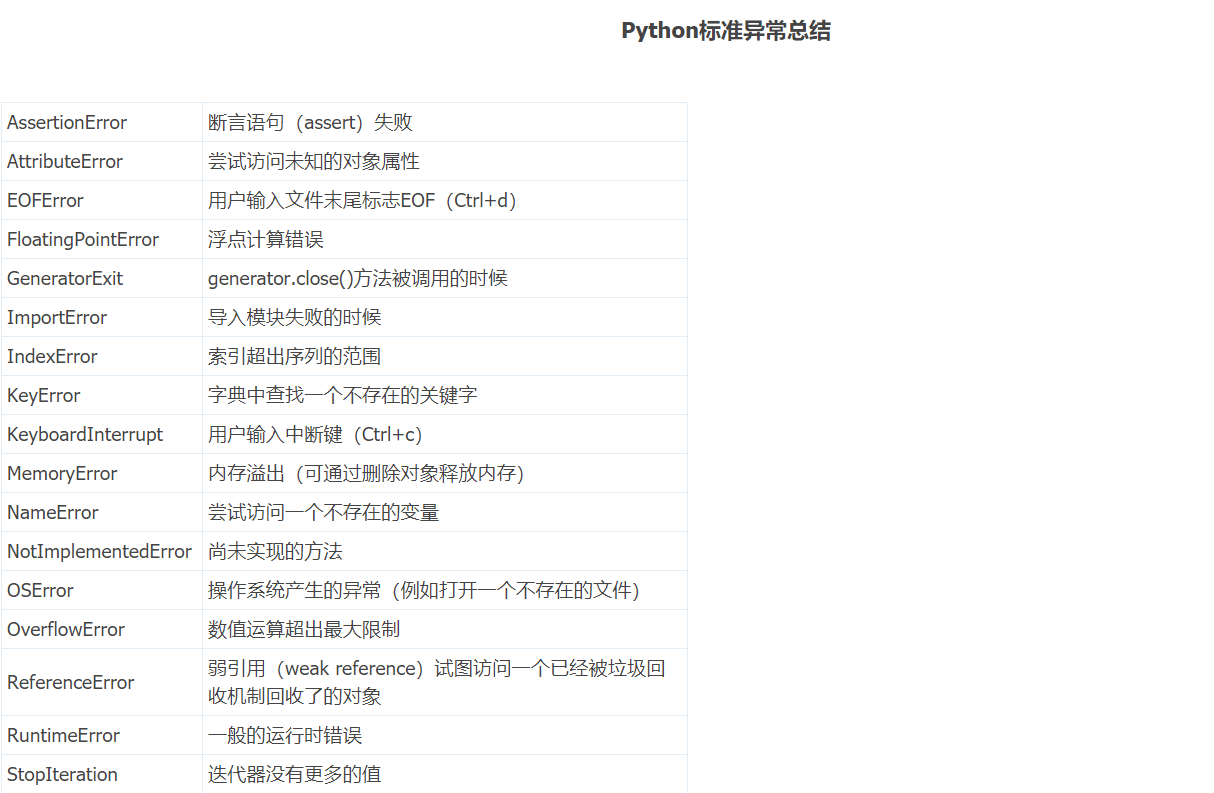 Python标准异常总结
AssertionError 断言语句（assert）失败
AttributeError 尝试访问未知的对象属性
EOFError 用户输入文件末尾标志EOF（Ctrl+d）
FloatingPointError 浮点计算错误
GeneratorExit generator.close()方法被调用的时候
ImportError 导入模块失败的时候
IndexError 索引超出序列的范围
KeyError 字典中查找一个不存在的关键字
KeyboardInterrupt 用户输入中断键（Ctrl+c）
MemoryError 内存溢出（可通过删除对象释放内存）
NameError 尝试访问一个不存在的变量
NotImplementedError 尚未实现的方法
OSError 操作系统产生的异常（例如打开一个不存在的文件）
OverflowError 数值运算超出最大限制
ReferenceError 弱引用（weak reference）试图访问一个已经被垃圾回
收机制回收了的对象
RuntimeError 一般的运行时错误
StopIteration 迭代器没有更多的值